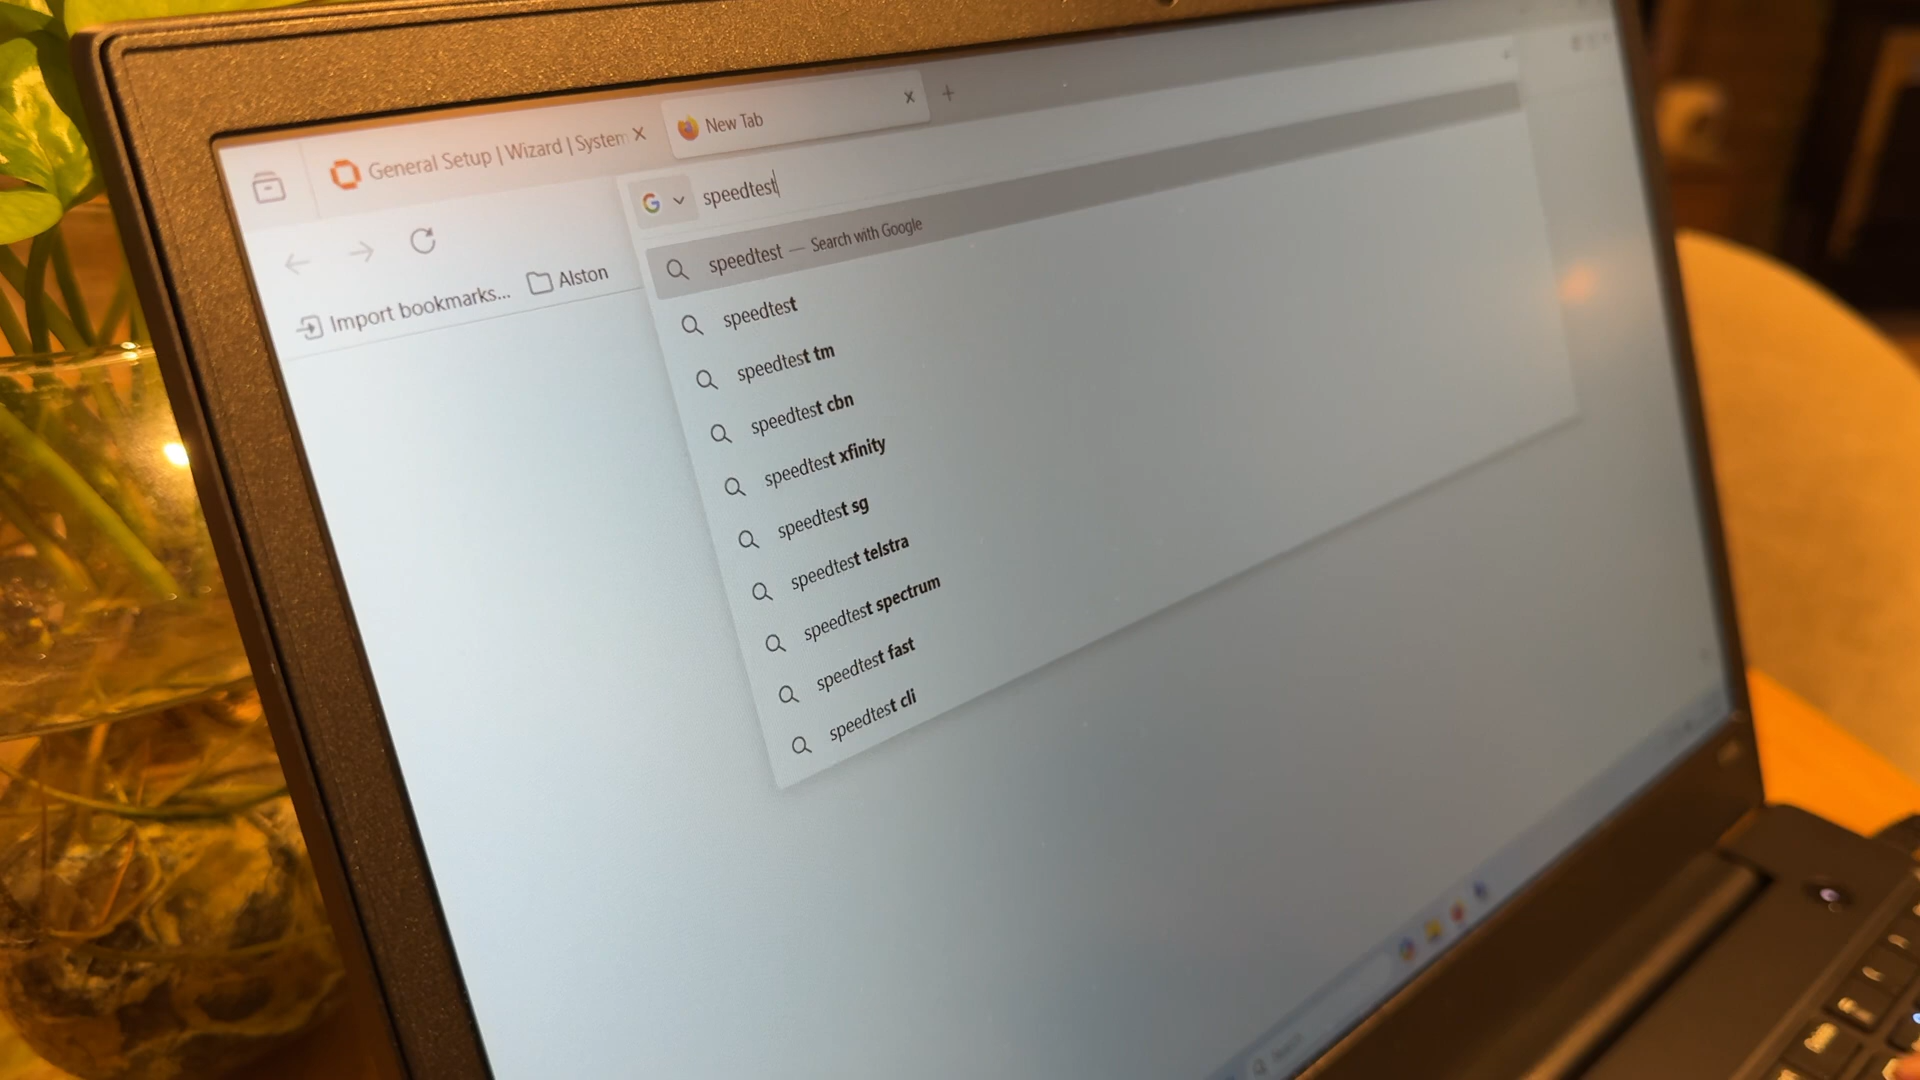 General Setup | Wizard | System
New Tab
speedtest
Import bookmarks...
Alston
speedtest — Search with Google
speedtest
speedtest tm
speedtest cbn
speedtest xfinity
speedtest sg
speedtest telstra
speedtest spectrum
speedtest fast
speedtest cli
Search